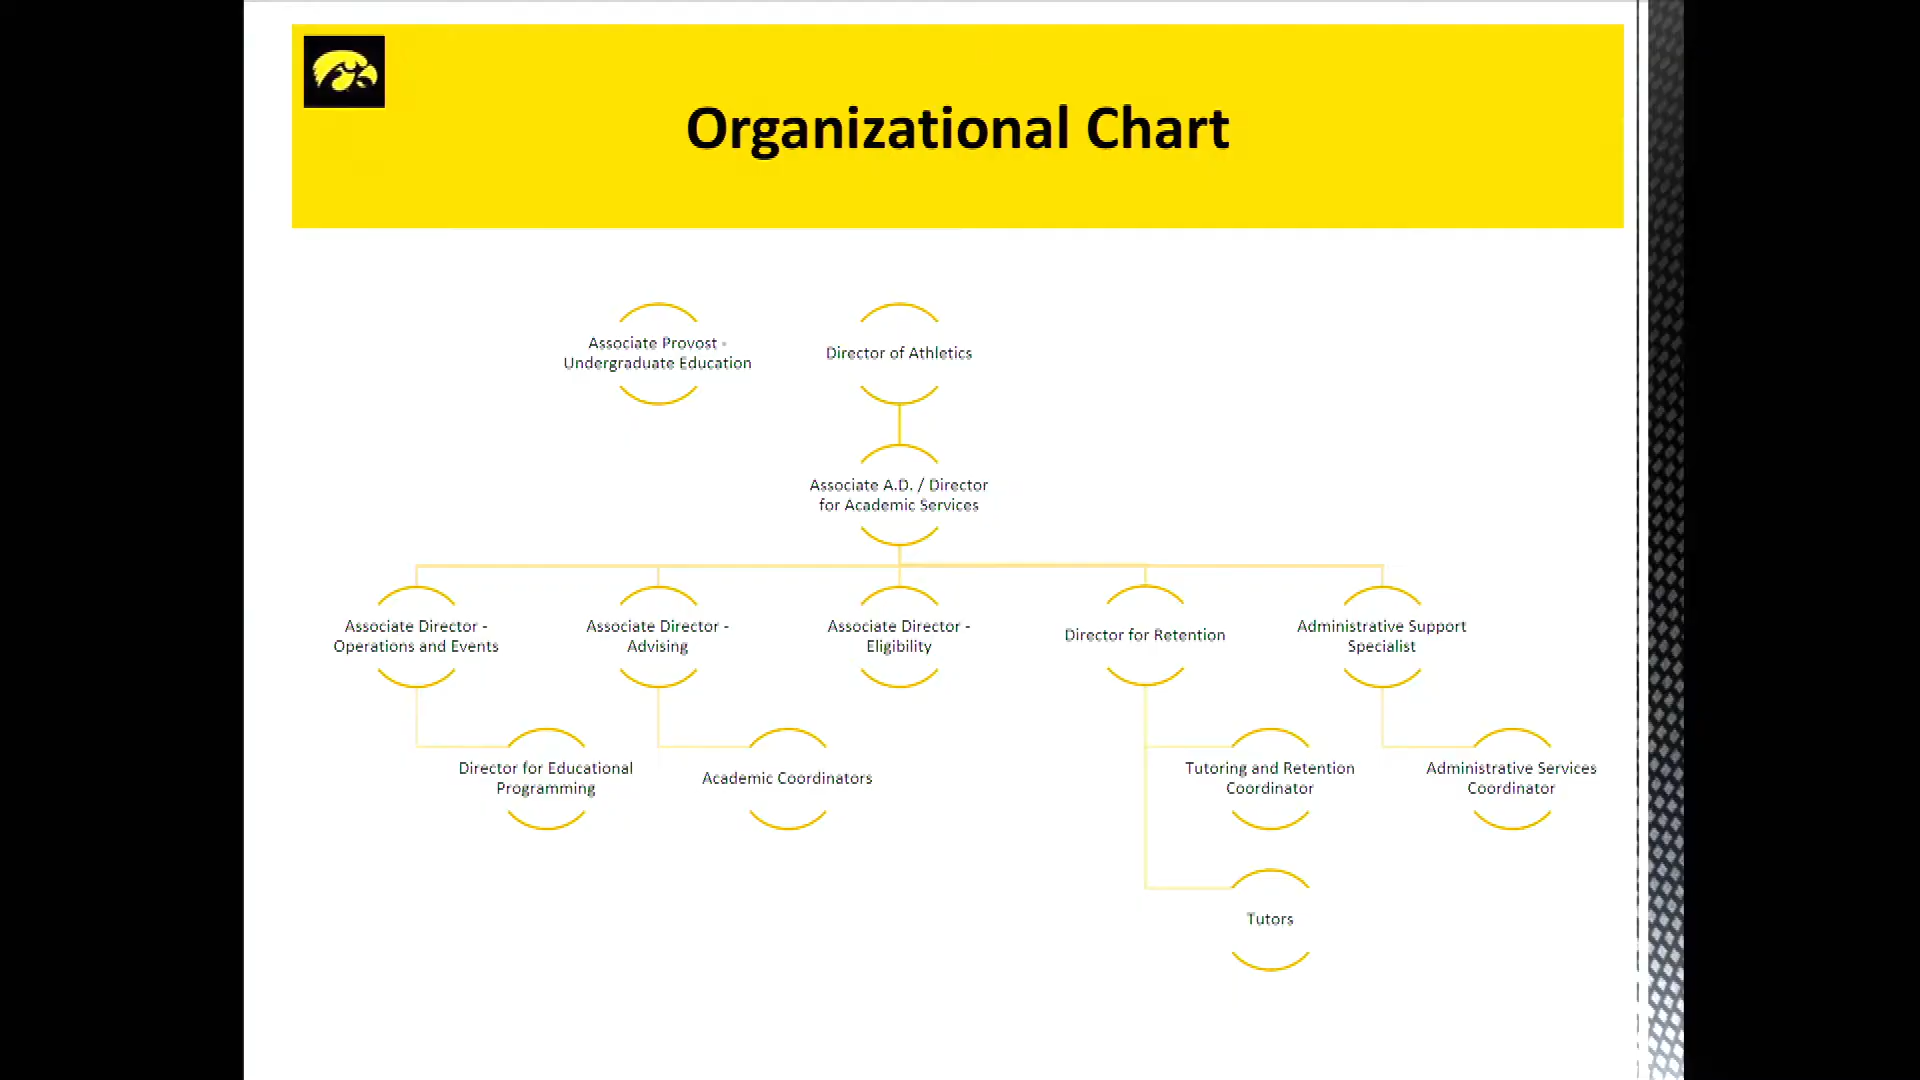 Organizational Chart
Associate Provost -
Undergraduate Education
Director of Athletics
Associate A.D. / Director
for Academic Services
Associate Director -
Operations and Events
Associate Director -
Advising
Associate Director -
Eligibility
Director for Retention
Administrative Support
Specialist
Director for Educational
Programming
Academic Coordinators
Tutoring and Retention
Coordinator
Administrative Services
Coordinator
Tutors